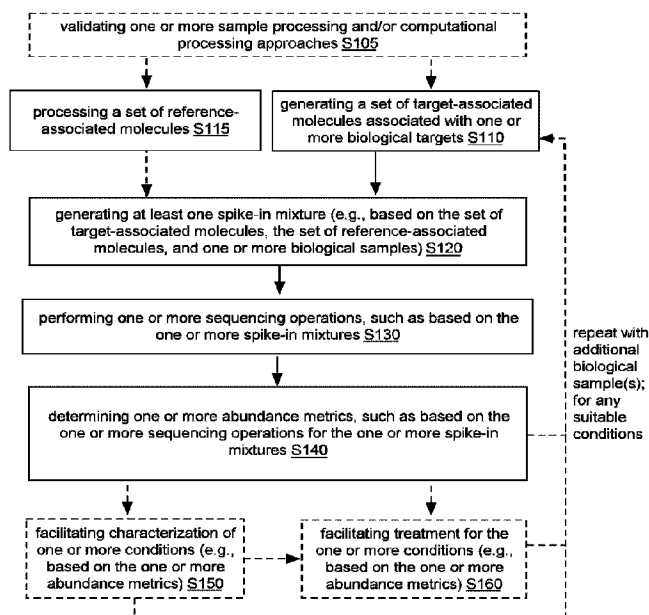 validating one or more sample processing and/or computational
processing approaches S105
processing a set of reference-
associated molecules S115
generating a set of target-associated
molecules associated with one or
more biological targets S110
generating at least one spike-in mixture (e.g., based on the set of
target-associated molecules, the set of reference-associated
molecules, and one or more biological samples) S120
performing one or more sequencing operations, such as based on the
one or more spike-in mixtures S130
repeat with
additional
biological
sample(s);
for any
suitable
conditions
determining one or more abundance metrics, such as based on the
one or more sequencing operations for the one or more spike-in
mixtures S140
facilitating characterization of
one or more conditions (e.g.,
based on the one or more
abundance metrics) S150
facilitating treatment for the
one or more conditions (e.g.,
based on the one or more
abundance metrics) S160